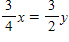 3/4 x = 3/2 y